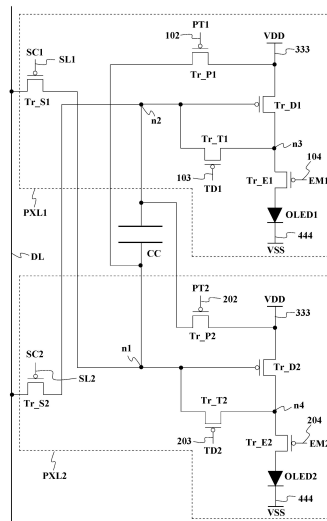 PT1
102
VDD
333
SC1
SL1
Tr_P1
Tr_S1
n2
Tr_D1
Tr_T1
n3
103
TD1
104
Tr_E1
EM1
OLED1
PXL1
444
VSS
CC
DL
PT2
202
VDD
333
Tr_P2
n1
SC2
SL2
Tr_D2
Tr_S2
Tr_T2
n4
203
TD2
204
Tr_E2
EM2
PXL2
OLED2
444
VSS